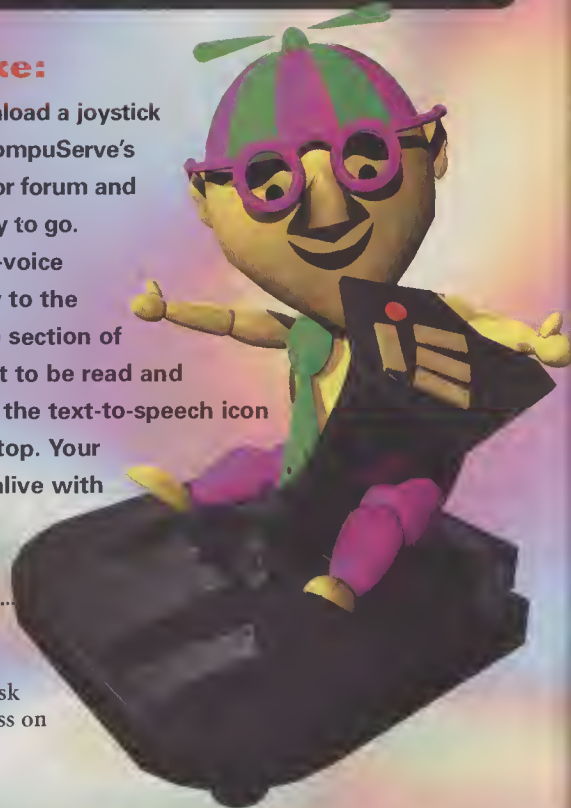 ke:
load a joystick
ompuServe's
or forum and
y to go.
-voice
to the
section of
t to be read and
the text-to-speech icon
top. Your
alive with
...
sk
ss on